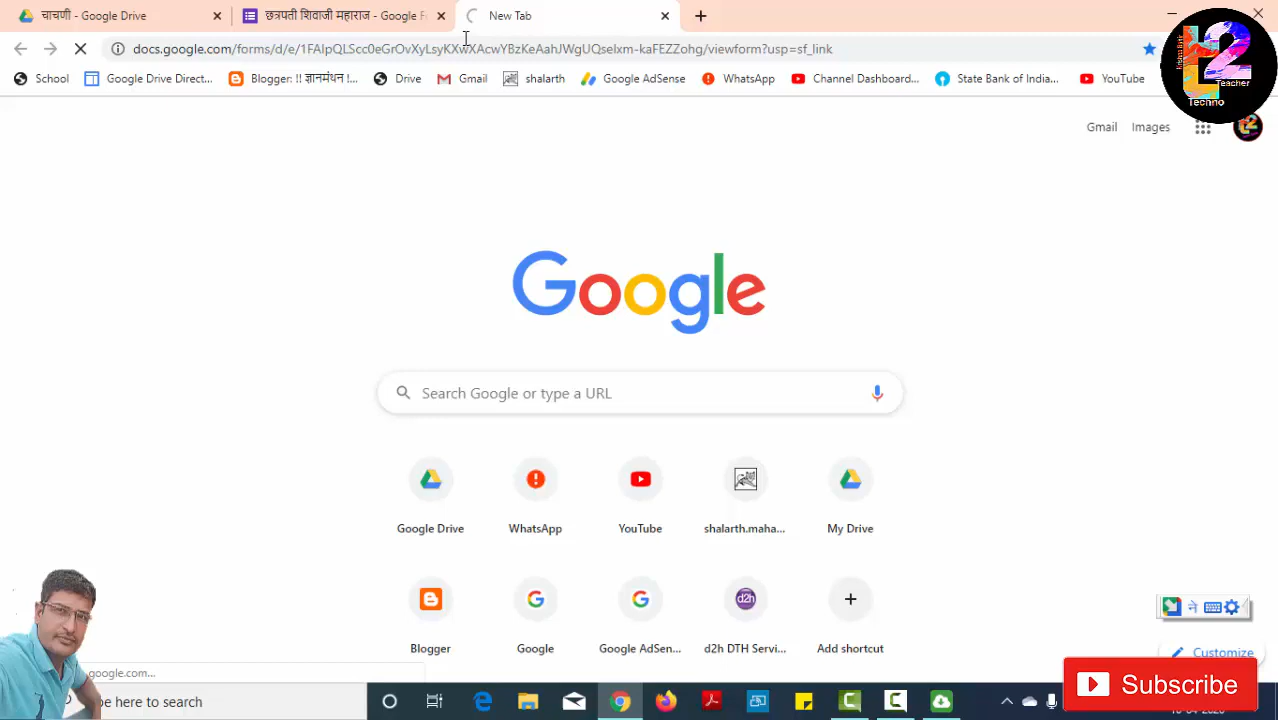 चाचणी - Google Drive
छत्रपती शिवाजी महाराज - Google F
New Tab
docs.google.com/forms/d/e/1FAIpQLScc0eGrOvXyLsyKXwXAovYBzKeAahJWgUQselxm-kaFEZZohg/viewform?usp=sf_link
School
Google Drive Direct...
Blogger: !! ज्ञानमंथन !...
Drive
Gmail
shalarth
Google AdSense
WhatsApp
Channel Dashboard...
State Bank of India...
YouTube
Teacher
Techno
Gmail Images
Google
Search Google or type a URL
Google Drive
WhatsApp
YouTube
shalarth.maha...
My Drive
Blogger
Google
Google AdSen...
d2h
d2h DTH Servi...
Add shortcut
ने
Customize
google.com...
pe here to search
Subscribe